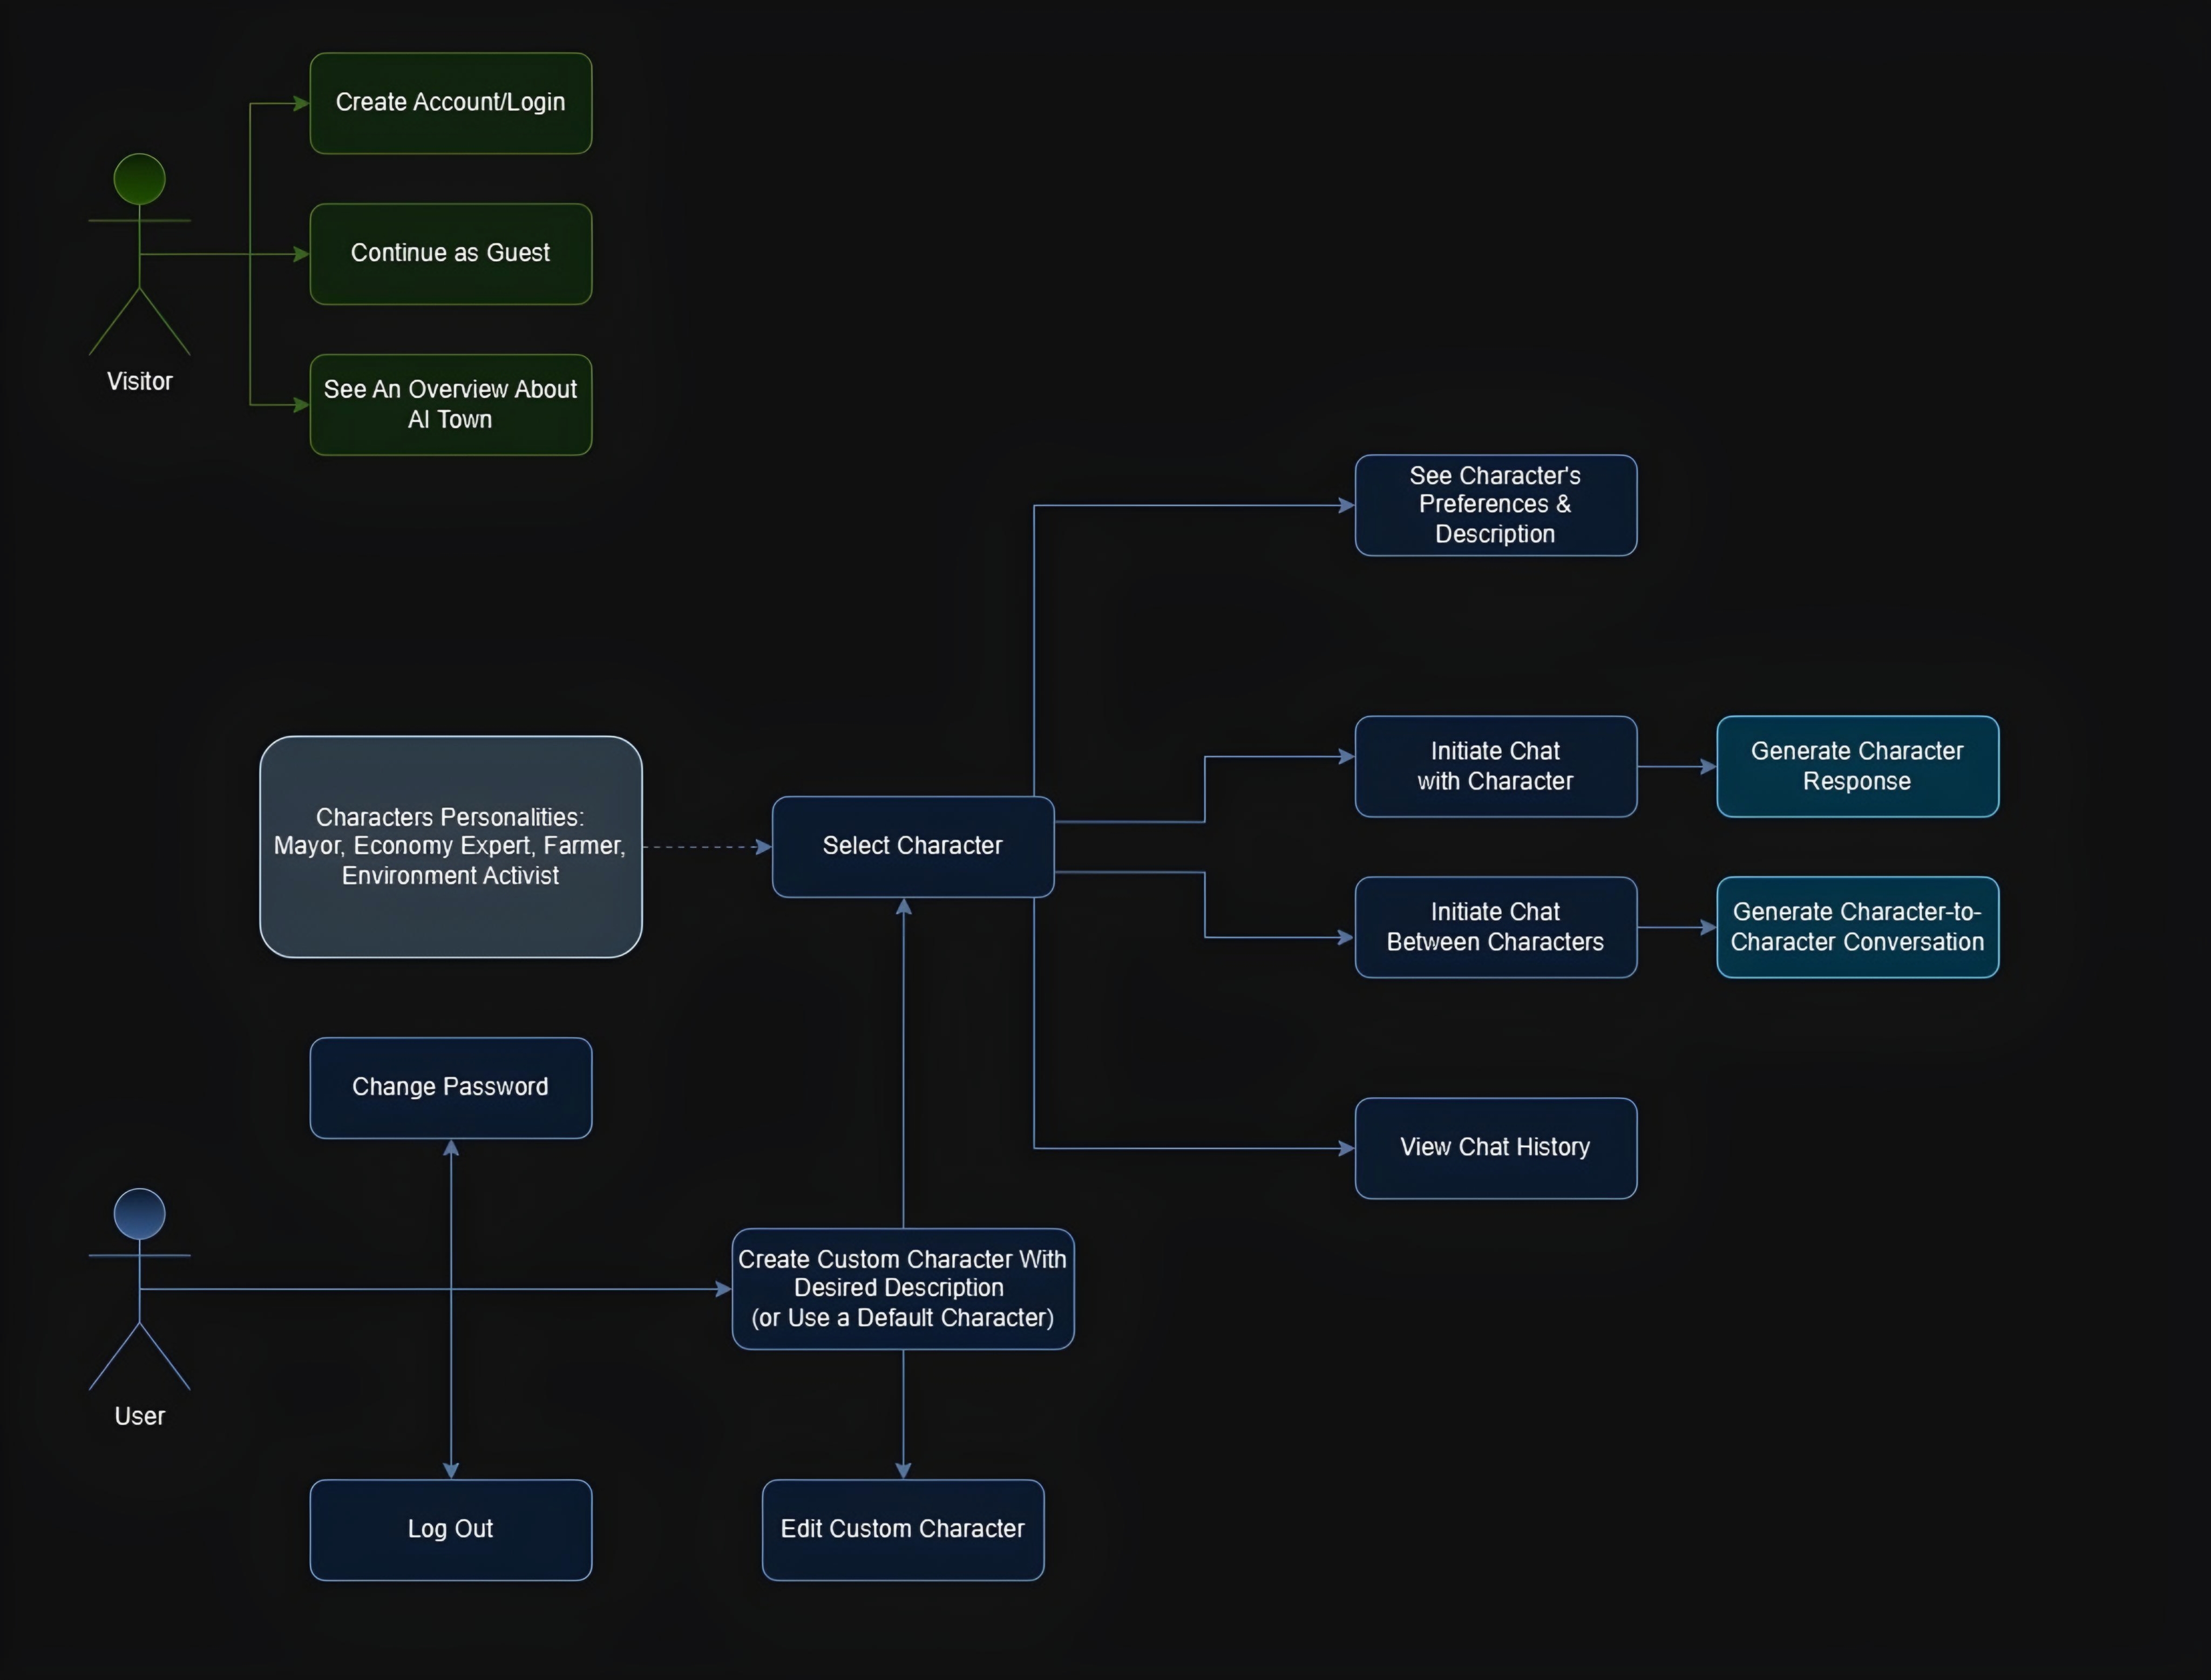 Create Account/Login
Continue as Guest
Visitor
See An Overview About
AI Town
See Character's
Preferences &
Description
Characters Personalities:
Mayor, Economy Expert, Farmer,
Environment Activist
Select Character
Initiate Chat
with Character
Generate Character
Response
Initiate Chat
Between Characters
Generate Character-to-
Character Conversation
Change Password
View Chat History
User
Create Custom Character With
Desired Description
(or Use a Default Character)
Log Out
Edit Custom Character